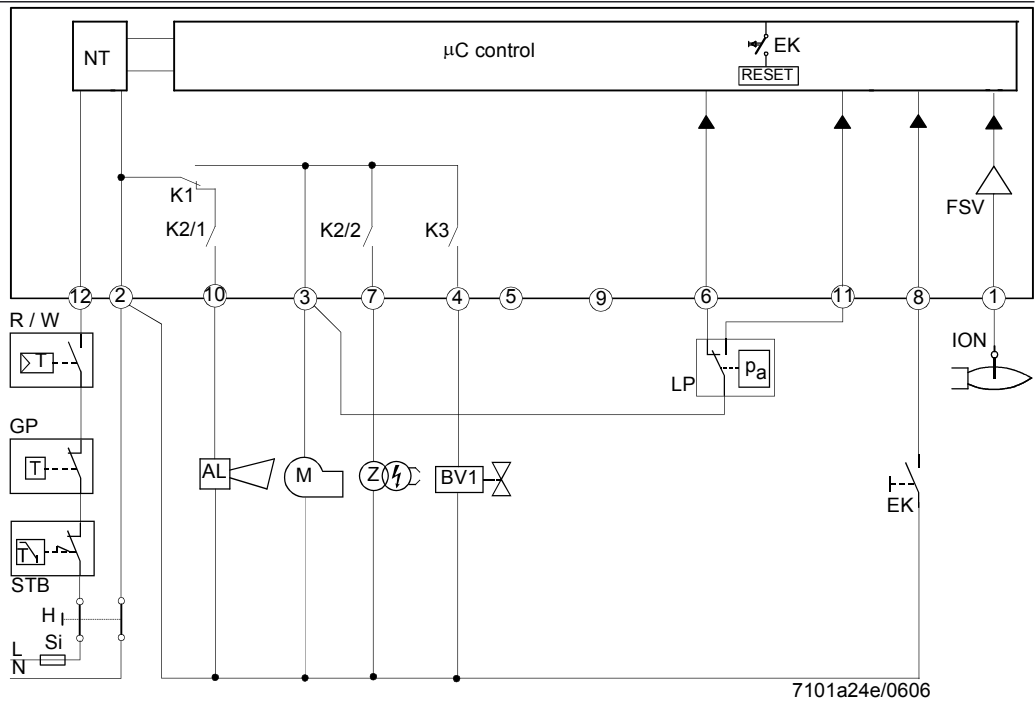 NT
μC control
EK
RESET
K1
K2/1
K2/2
K3
FSV
12
2
10
3
7
4
5
9
6
11
8
1
R / W
T
ION
LP
pa
GP
T
AL
M
Z
BV1
EK
T
STB
H
L
Si
N
7101a24e/0606